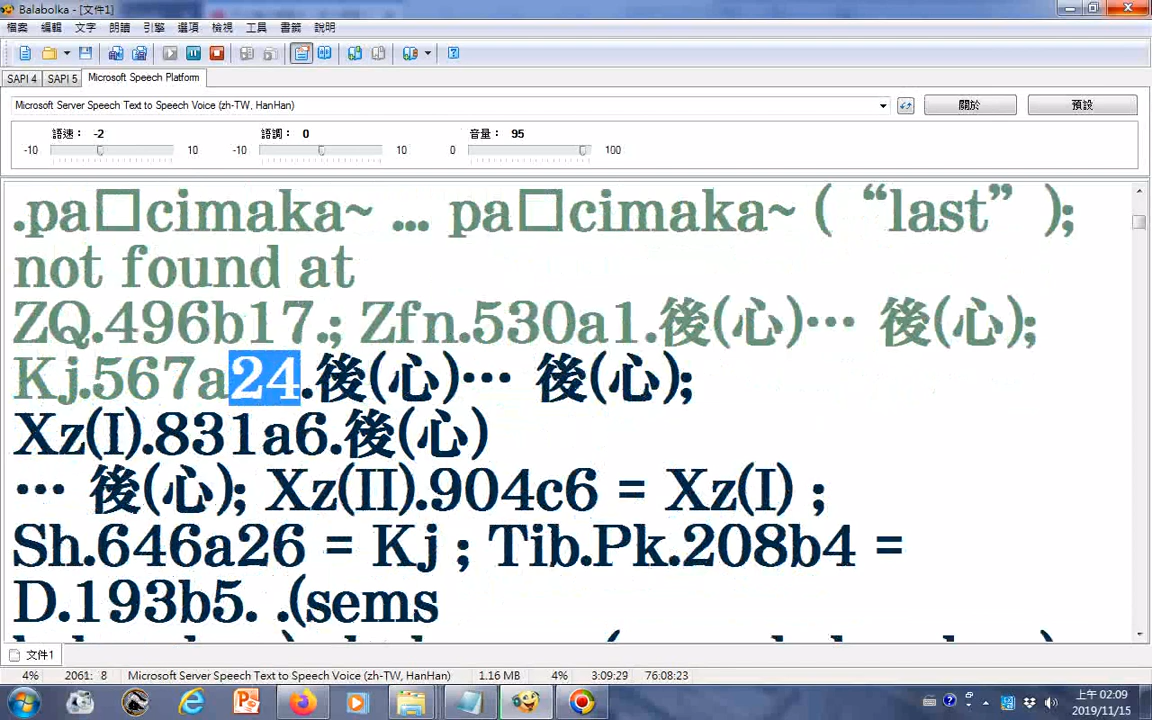 Balabolka - [文件1]
檔案 編輯 文字 朗讀 引擎 選項 檢視 工具 書籤 說明
SAPI 4 SAPI 5 Microsoft Speech Platform
Microsoft Server Speech Text to Speech Voice (zh-TW, HanHan) 關於 預設
語速： -2 語調： 0 音量： 95
-10 10 -10 10 0 100
.pa□cimaka~ ... pa□cimaka~ ( “last” );
not found at
ZQ.496b17.; Zfn.530a1.後(心)… 後(心);
Kj.567a24.後(心)… 後(心);
Xz(I).831a6.後(心)
… 後(心); Xz(II).904c6 = Xz(I) ;
Sh.646a26 = Kj ; Tib.Pk.208b4 =
D.193b5. .(sems
文件1
4% 2061: 8 Microsoft Server Speech Text to Speech Voice (zh-TW, HanHan) 1.16 MB 4% 3:09:29 76:08:23
上午 02:09
2019/11/15